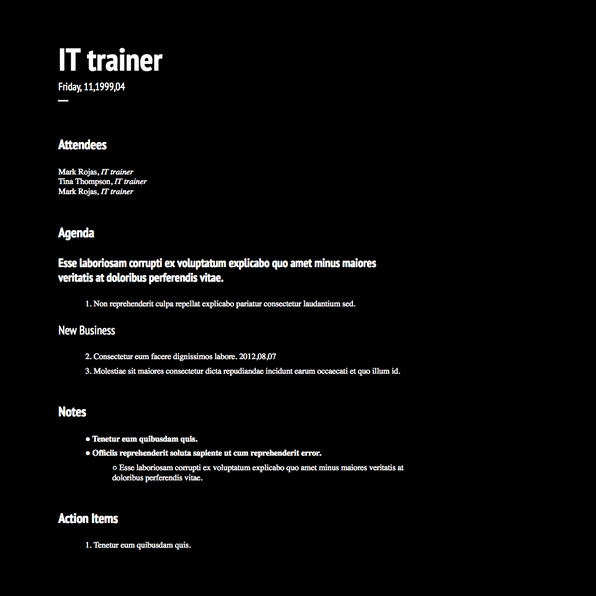 IT trainer
Friday, 11,1999,04
Attendees
Mark Rojas, IT trainer
Tina Thompson, IT trainer
Mark Rojas, IT trainer
Agenda
Esse laboriosam corrupti ex voluptatum explicabo quo amet minus maiores
veritatis at doloribus perferendis vitae.
1. Non reprehenderit culpa repellat explicabo pariatur consectetur laudantium sed.
New Business
2. Consectetur eum facere dignissimos labore. 2012,08,07
3. Molestiae sit maiores consectetur dicta repudiandae incidunt earum occaecati et quo illum id.
Notes
● Tenetur eum quibusdam quis.
● Officiis reprehenderit soluta sapiente ut cum reprehenderit error.
○ Esse laboriosam corrupti ex voluptatum explicabo quo amet minus maiores veritatis at
doloribus perferendis vitae.
Action Items
1. Tenetur eum quibusdam quis.